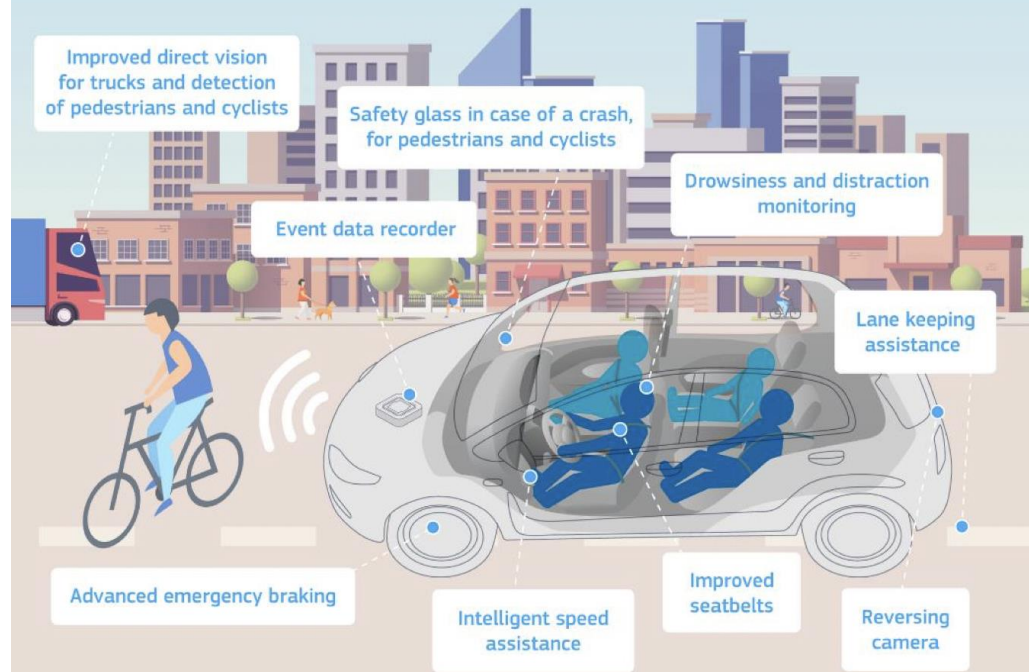 Improved direct vision
for trucks and detection
of pedestrians and cyclists
Safety glass in case of a crash,
for pedestrians and cyclists
Drowsiness and distraction
monitoring
Event data recorder
Lane keeping
assistance
Advanced emergency braking
Intelligent speed
assistance
Improved
seatbelts
Reversing
camera